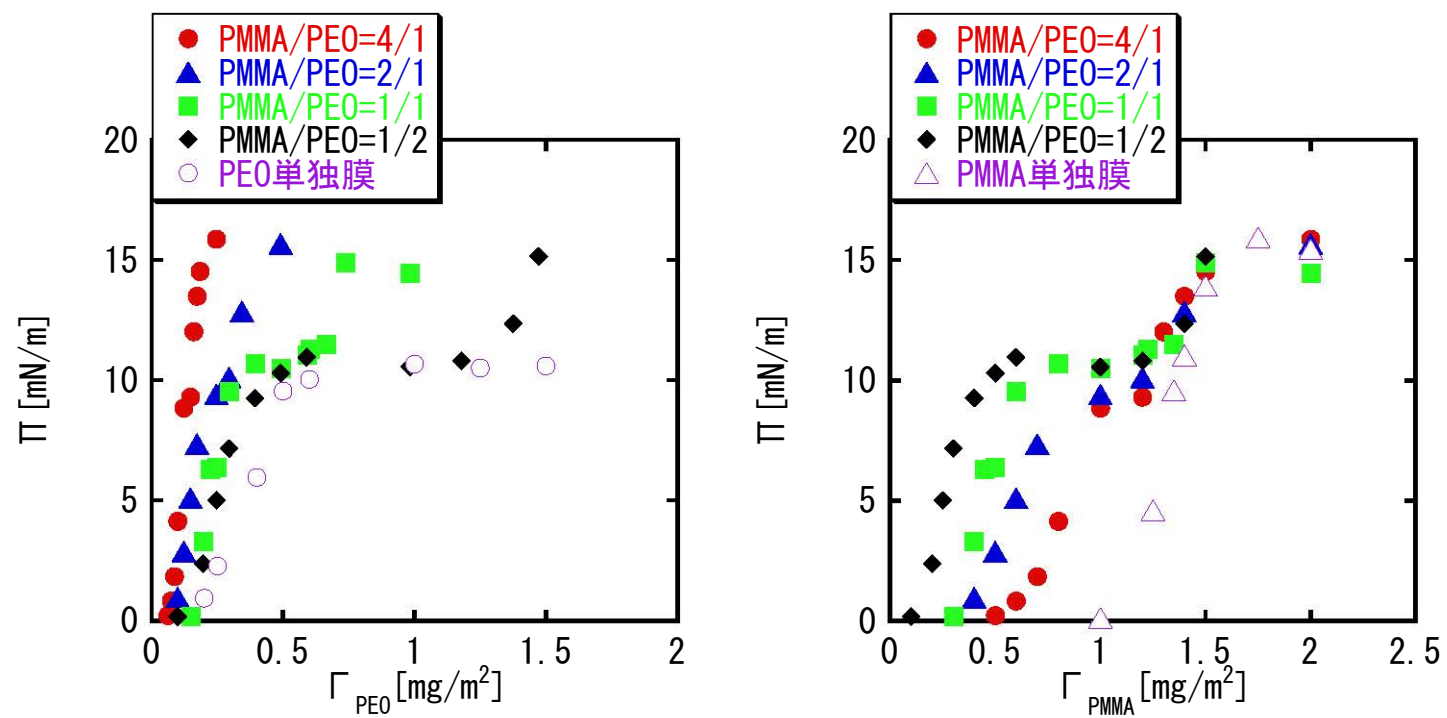 PMMA/PEO=4/1
PMMA/PEO=2/1
PMMA/PEO=1/1
PMMA/PEO=1/2
PEO単独膜
20
15
10
5
0
Π [mN/m]
0 0.5 1 1.5 2
Γ PEO [mg/m²]
PMMA/PEO=4/1
PMMA/PEO=2/1
PMMA/PEO=1/1
PMMA/PEO=1/2
PMMA単独膜
20
15
10
5
0
Π [mN/m]
0 0.5 1 1.5 2 2.5
Γ PMMA [mg/m²]